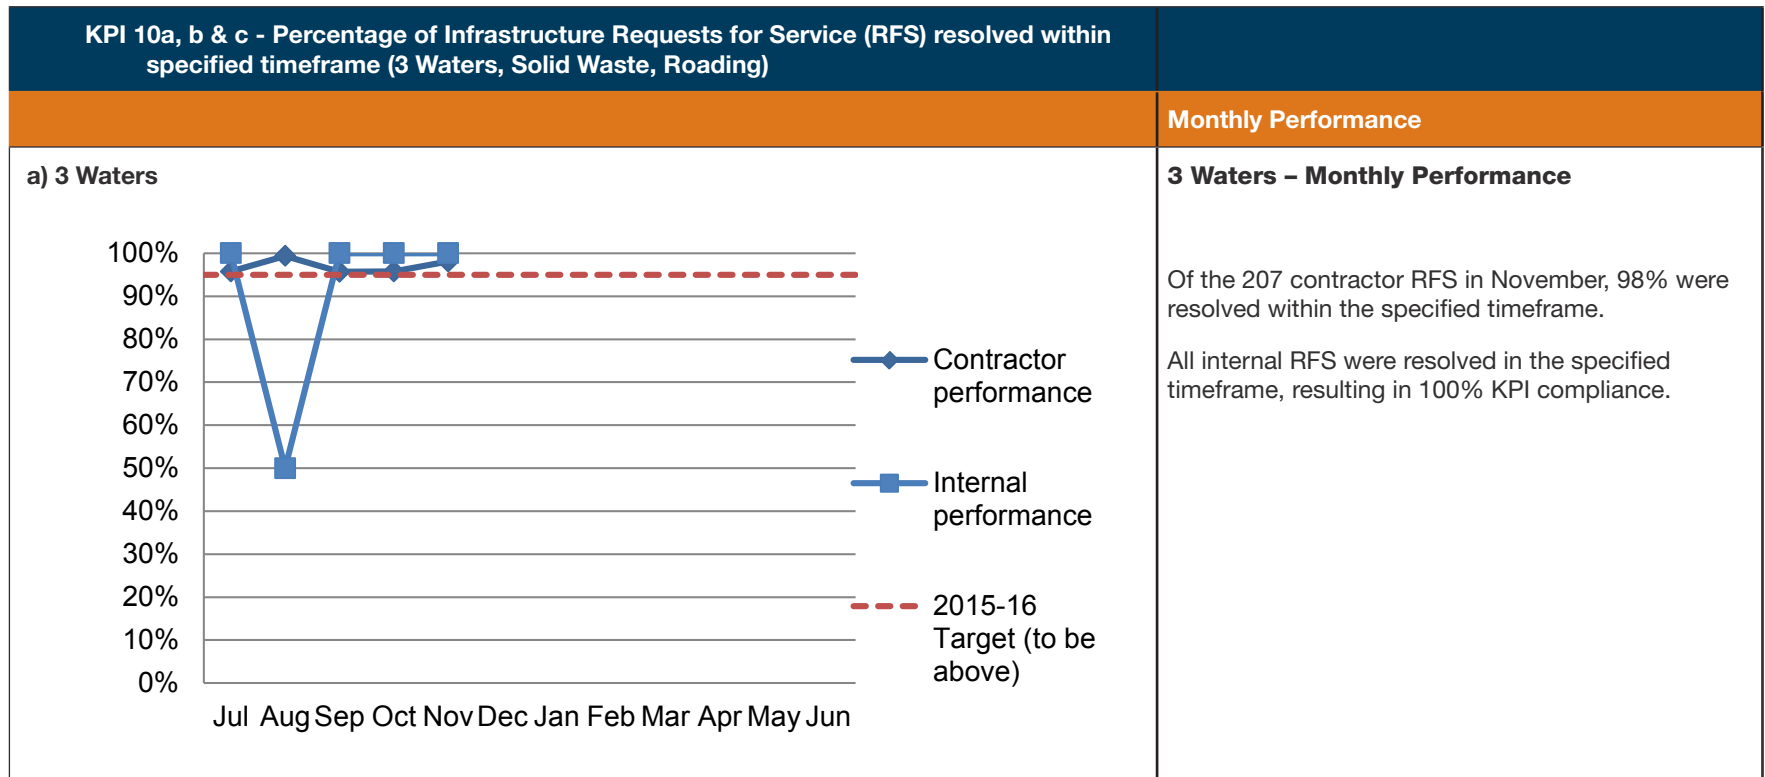 KPI 10a, b & c - Percentage of Infrastructure Requests for Service (RFS) resolved within
specified timeframe (3 Waters, Solid Waste, Roading)
Monthly Performance
a) 3 Waters
100%
90%
80%
70%
60%
50%
40%
30%
20%
10%
0%
Jul Aug Sep Oct Nov Dec Jan Feb Mar Apr May Jun
Contractor
performance
Internal
performance
2015-16
Target (to be
above)
3 Waters – Monthly Performance
Of the 207 contractor RFS in November, 98% were
resolved within the specified timeframe.
All internal RFS were resolved in the specified
timeframe, resulting in 100% KPI compliance.